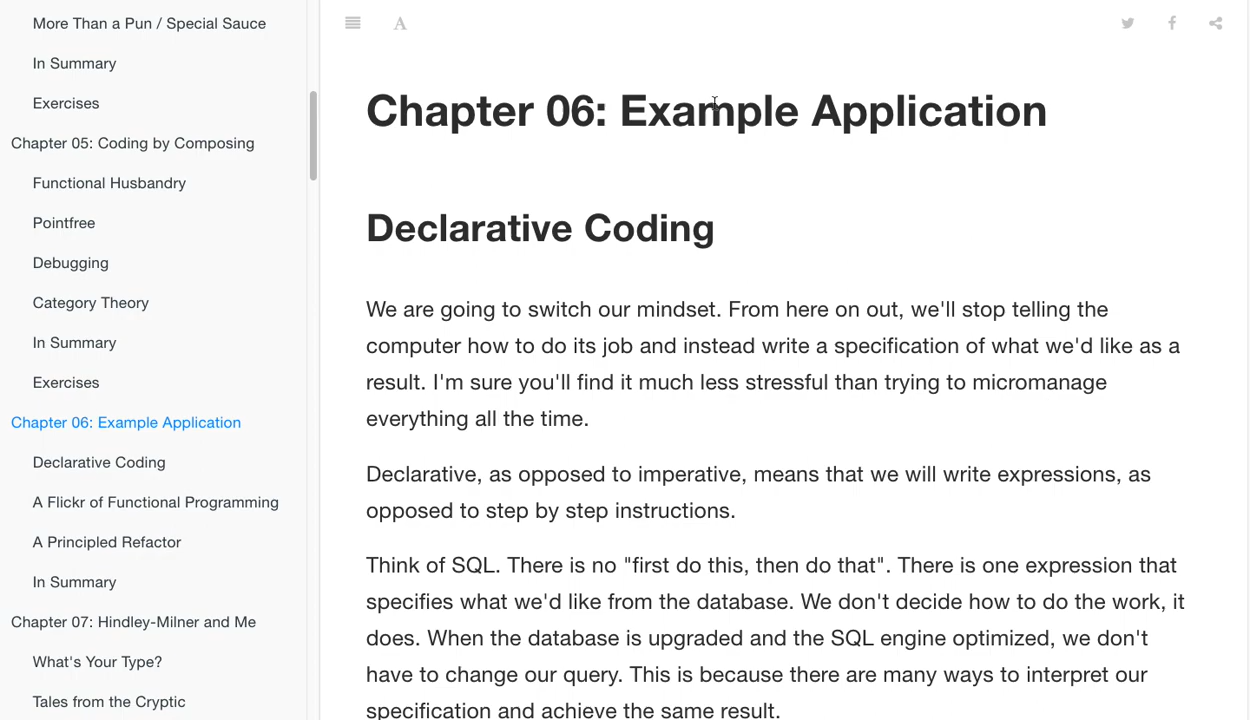 More Than a Pun / Special Sauce
In Summary
Exercises
Chapter 05: Coding by Composing
Functional Husbandry
Pointfree
Debugging
Category Theory
In Summary
Exercises
Chapter 06: Example Application
Declarative Coding
A Flickr of Functional Programming
A Principled Refactor
In Summary
Chapter 07: Hindley-Milner and Me
What's Your Type?
Tales from the Cryptic
A
Chapter 06: Example Application
Declarative Coding
We are going to switch our mindset. From here on out, we'll stop telling the
computer how to do its job and instead write a specification of what we'd like as a
result. I'm sure you'll find it much less stressful than trying to micromanage
everything all the time.
Declarative, as opposed to imperative, means that we will write expressions, as
opposed to step by step instructions.
Think of SQL. There is no "first do this, then do that". There is one expression that
specifies what we'd like from the database. We don't decide how to do the work, it
does. When the database is upgraded and the SQL engine optimized, we don't
have to change our query. This is because there are many ways to interpret our
specification and achieve the same result.